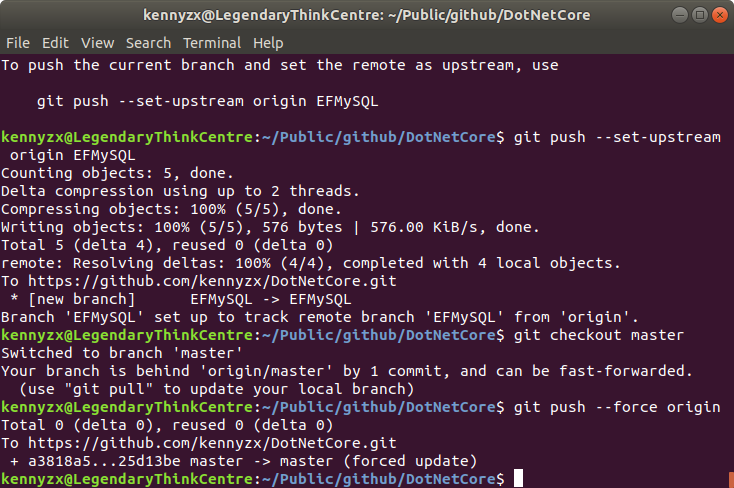 kennyzx@LegendaryThinkCentre: ~/Public/github/DotNetCore
File Edit View Search Terminal Help
To push the current branch and set the remote as upstream, use
git push --set-upstream origin EFMySQL
kennyzx@LegendaryThinkCentre:~/Public/github/DotNetCore$ git push --set-upstream
origin EFMySQL
Counting objects: 5, done.
Delta compression using up to 2 threads.
Compressing objects: 100% (5/5), done.
Writing objects: 100% (5/5), 576 bytes | 576.00 KiB/s, done.
Total 5 (delta 4), reused 0 (delta 0)
remote: Resolving deltas: 100% (4/4), completed with 4 local objects.
To https://github.com/kennyzx/DotNetCore.git
* [new branch]      EFMySQL -> EFMySQL
Branch 'EFMySQL' set up to track remote branch 'EFMySQL' from 'origin'.
kennyzx@LegendaryThinkCentre:~/Public/github/DotNetCore$ git checkout master
Switched to branch 'master'
Your branch is behind 'origin/master' by 1 commit, and can be fast-forwarded.
(use "git pull" to update your local branch)
kennyzx@LegendaryThinkCentre:~/Public/github/DotNetCore$ git push --force origin
Total 0 (delta 0), reused 0 (delta 0)
To https://github.com/kennyzx/DotNetCore.git
+ a3818a5...25d13be master -> master (forced update)
kennyzx@LegendaryThinkCentre:~/Public/github/DotNetCore$